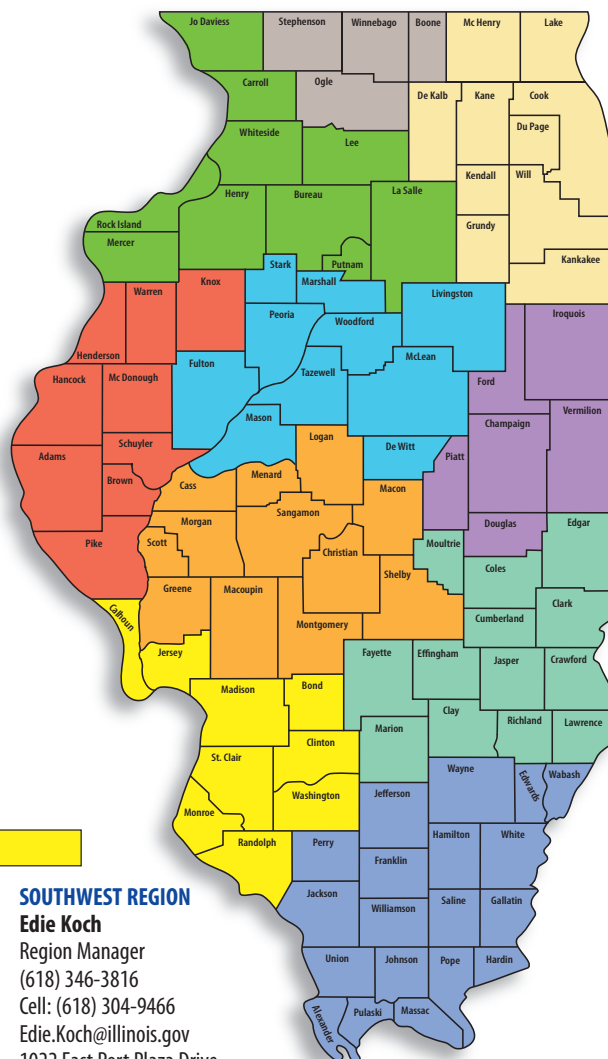 Jo Daviess
Stephenson
Winnebago
Boone
Mc Henry
Lake
Carroll
Ogle
De Kalb
Kane
Cook
Du Page
Whiteside
Lee
Kendall
Will
Henry
Bureau
La Salle
Rock Island
Grundy
Mercer
Putnam
Kankakee
Stark
Marshall
Knox
Warren
Livingston
Peoria
Woodford
Iroquois
Henderson
Fulton
McLean
Hancock
Mc Donough
Tazewell
Ford
Vermilion
Mason
Champaign
Logan
Schuyler
De Witt
Adams
Piatt
Menard
Brown
Cass
Macon
Sangamon
Morgan
Douglas
Edgar
Pike
Scott
Christian
Moultrie
Coles
Shelby
Greene
Macoupin
Clark
Calhoun
Cumberland
Montgomery
Jersey
Fayette
Effingham
Jasper
Crawford
Madison
Bond
Clay
Richland
Lawrence
Marion
Clinton
St. Clair
Wayne
Edwards
Wabash
Jefferson
Washington
Monroe
Hamilton
White
Randolph
Perry
Franklin
Jackson
Saline
Gallatin
Williamson
Union
Johnson
Pope
Hardin
Alexander
Pulaski
Massac
SOUTHWEST REGION
Edie Koch
Region Manager
(618) 346-3816
Cell: (618) 304-9466
Edie.Koch@illinois.gov